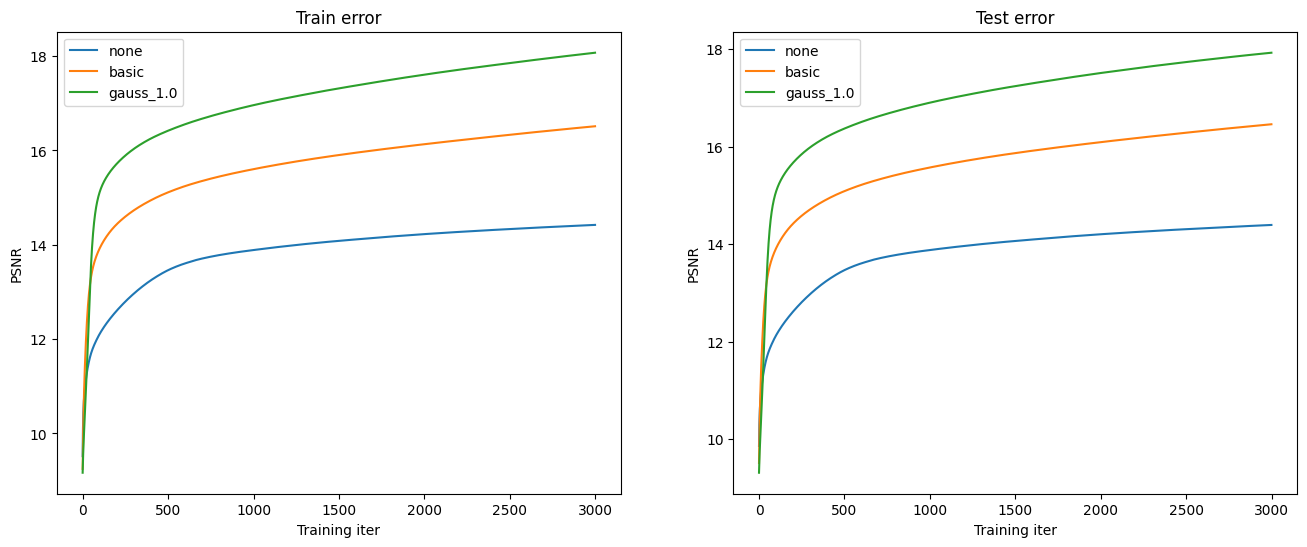 Train error
PSNR
18
16
14
12
10
none
basic
gauss_1.0
0 500 1000 1500 2000 2500 3000
Training iter
Test error
PSNR
18
16
14
12
10
none
basic
gauss_1.0
0 500 1000 1500 2000 2500 3000
Training iter